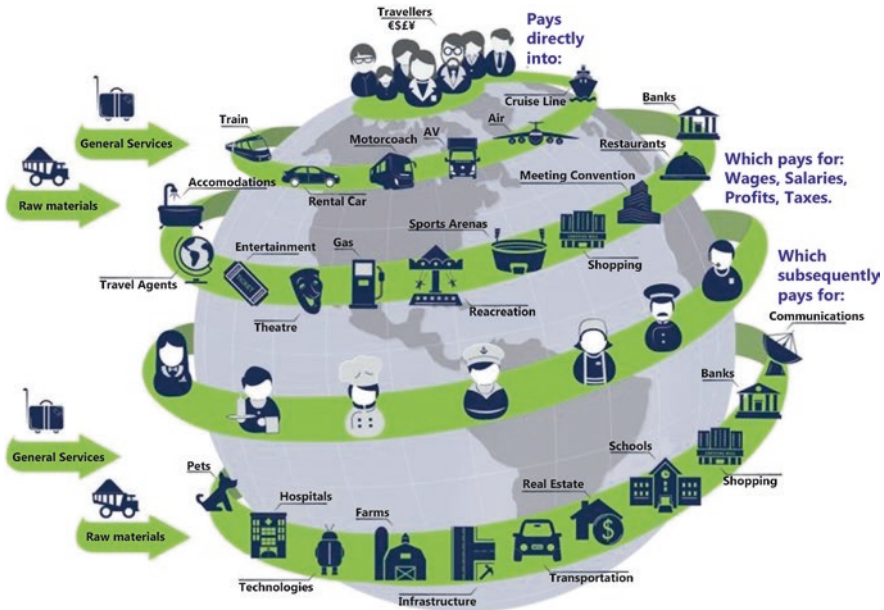 Travellers
€$£¥
Pays
directly
into:
Cruise Line
Air
AV
Motorcoach
Train
Rental Car
General Services
Raw materials
Banks
Restaurants
Which pays for:
Wages, Salaries,
Profits, Taxes.
Meeting Convention
Shopping
Sports Arenas
Reacreation
Gas
Theatre
Entertainment
TICKET
Travel Agents
Accomodations
Which
subsequently
pays for:
Communications
Banks
Shopping
Schools
Real Estate
Transportation
Infrastructure
Farms
Technologies
Hospitals
Pets
General Services
Raw materials